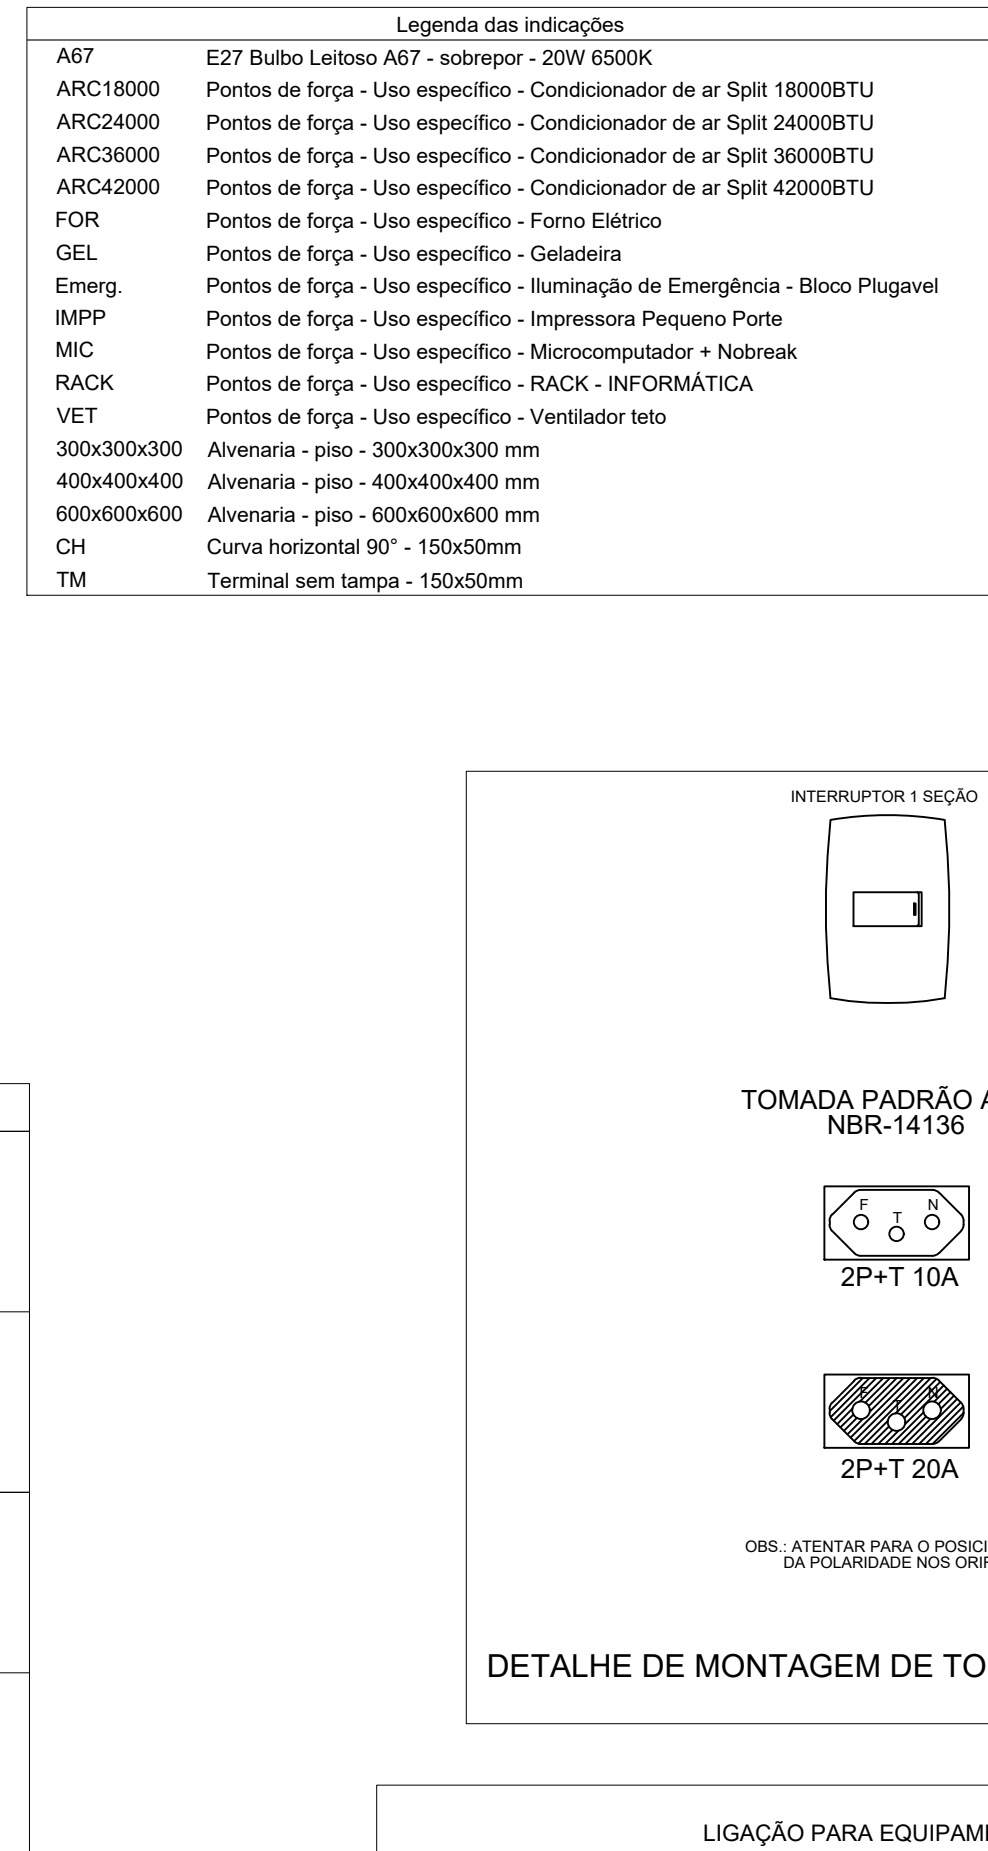 Legenda das indicações
A67 E27 Bulbo Leitoso A67 - sobrepor - 20W 6500K
ARC18000 Pontos de força - Uso específico - Condicionador de ar Split 18000BTU
ARC24000 Pontos de força - Uso específico - Condicionador de ar Split 24000BTU
ARC36000 Pontos de força - Uso específico - Condicionador de ar Split 36000BTU
ARC42000 Pontos de força - Uso específico - Condicionador de ar Split 42000BTU
FOR Pontos de força - Uso específico - Forno Elétrico
GEL Pontos de força - Uso específico - Geladeira
Emerg. Pontos de força - Uso específico - Iluminação de Emergência - Bloco Plugavel
IMPP Pontos de força - Uso específico - Impressora Pequeno Porte
MIC Pontos de força - Uso específico - Microcomputador + Nobreak
RACK Pontos de força - Uso específico - RACK - INFORMÁTICA
VET Pontos de força - Uso específico - Ventilador teto
300x300x300 Alvenaria - piso - 300x300x300 mm
400x400x400 Alvenaria - piso - 400x400x400 mm
600x600x600 Alvenaria - piso - 600x600x600 mm
CH Curva horizontal 90° - 150x50mm
TM Terminal sem tampa - 150x50mm
INTERRUPTOR 1 SEÇÃO
TOMADA PADRÃO
NBR-14136
F T N
2P+T 10A
F T N
2P+T 20A
OBS.: ATENTAR PARA O
DA POLARIDADE NOS
DETALHE DE MONTAGEM DE
LIGAÇÃO PARA